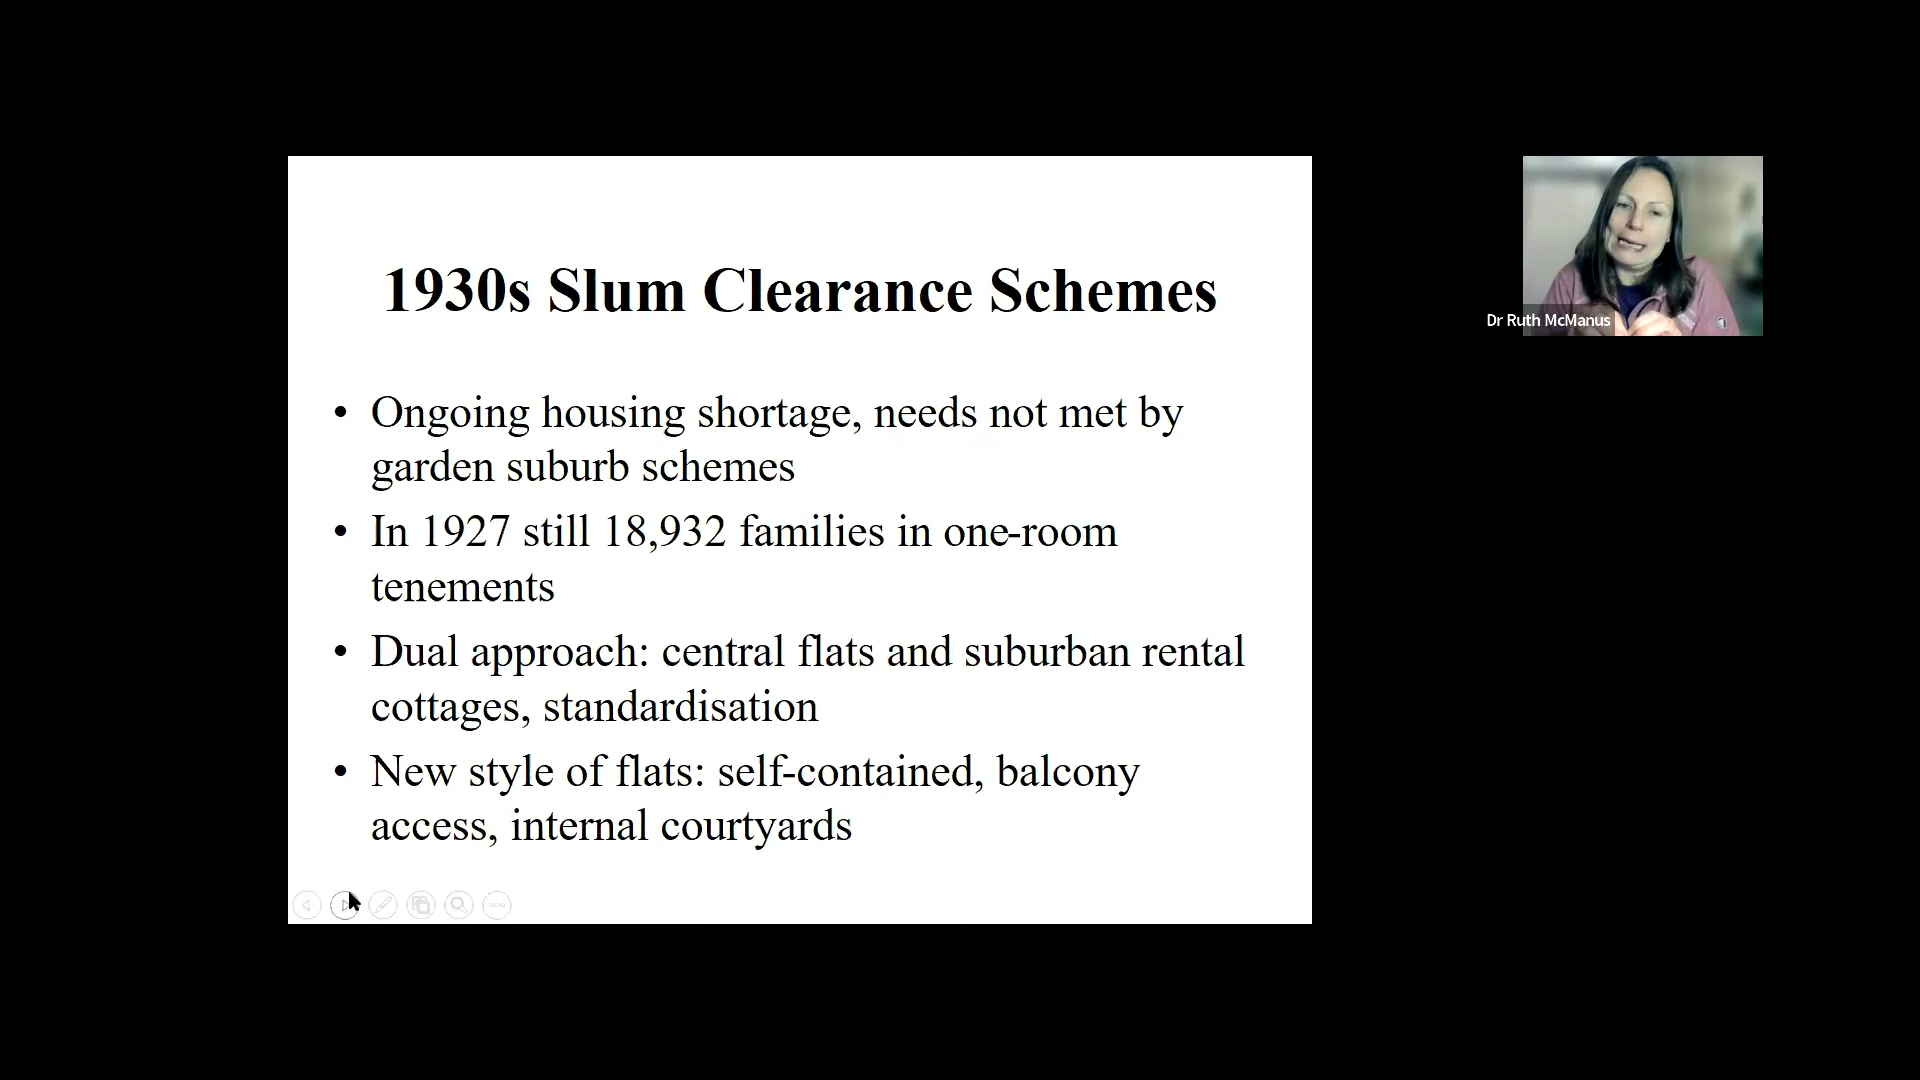 1930s Slum Clearance Schemes
• Ongoing housing shortage, needs not met by
garden suburb schemes
• In 1927 still 18,932 families in one-room
tenements
• Dual approach: central flats and suburban rental
cottages, standardisation
• New style of flats: self-contained, balcony
access, internal courtyards
Dr Ruth McManus